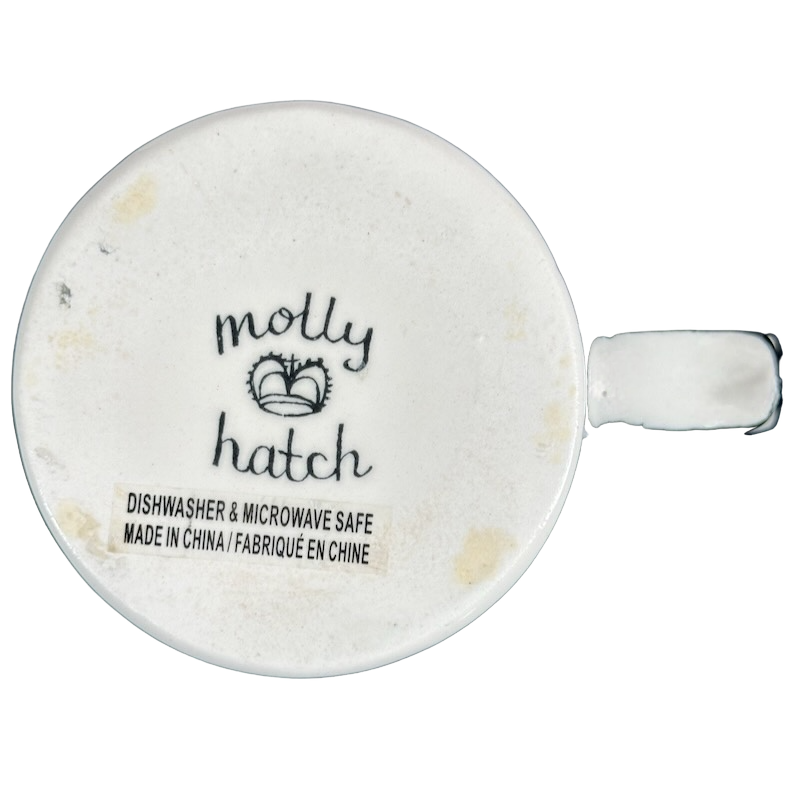 molly
hatch
DISHWASHER & MICROWAVE SAFE
MADE IN CHINA / FABRIQUÉ EN CHINE